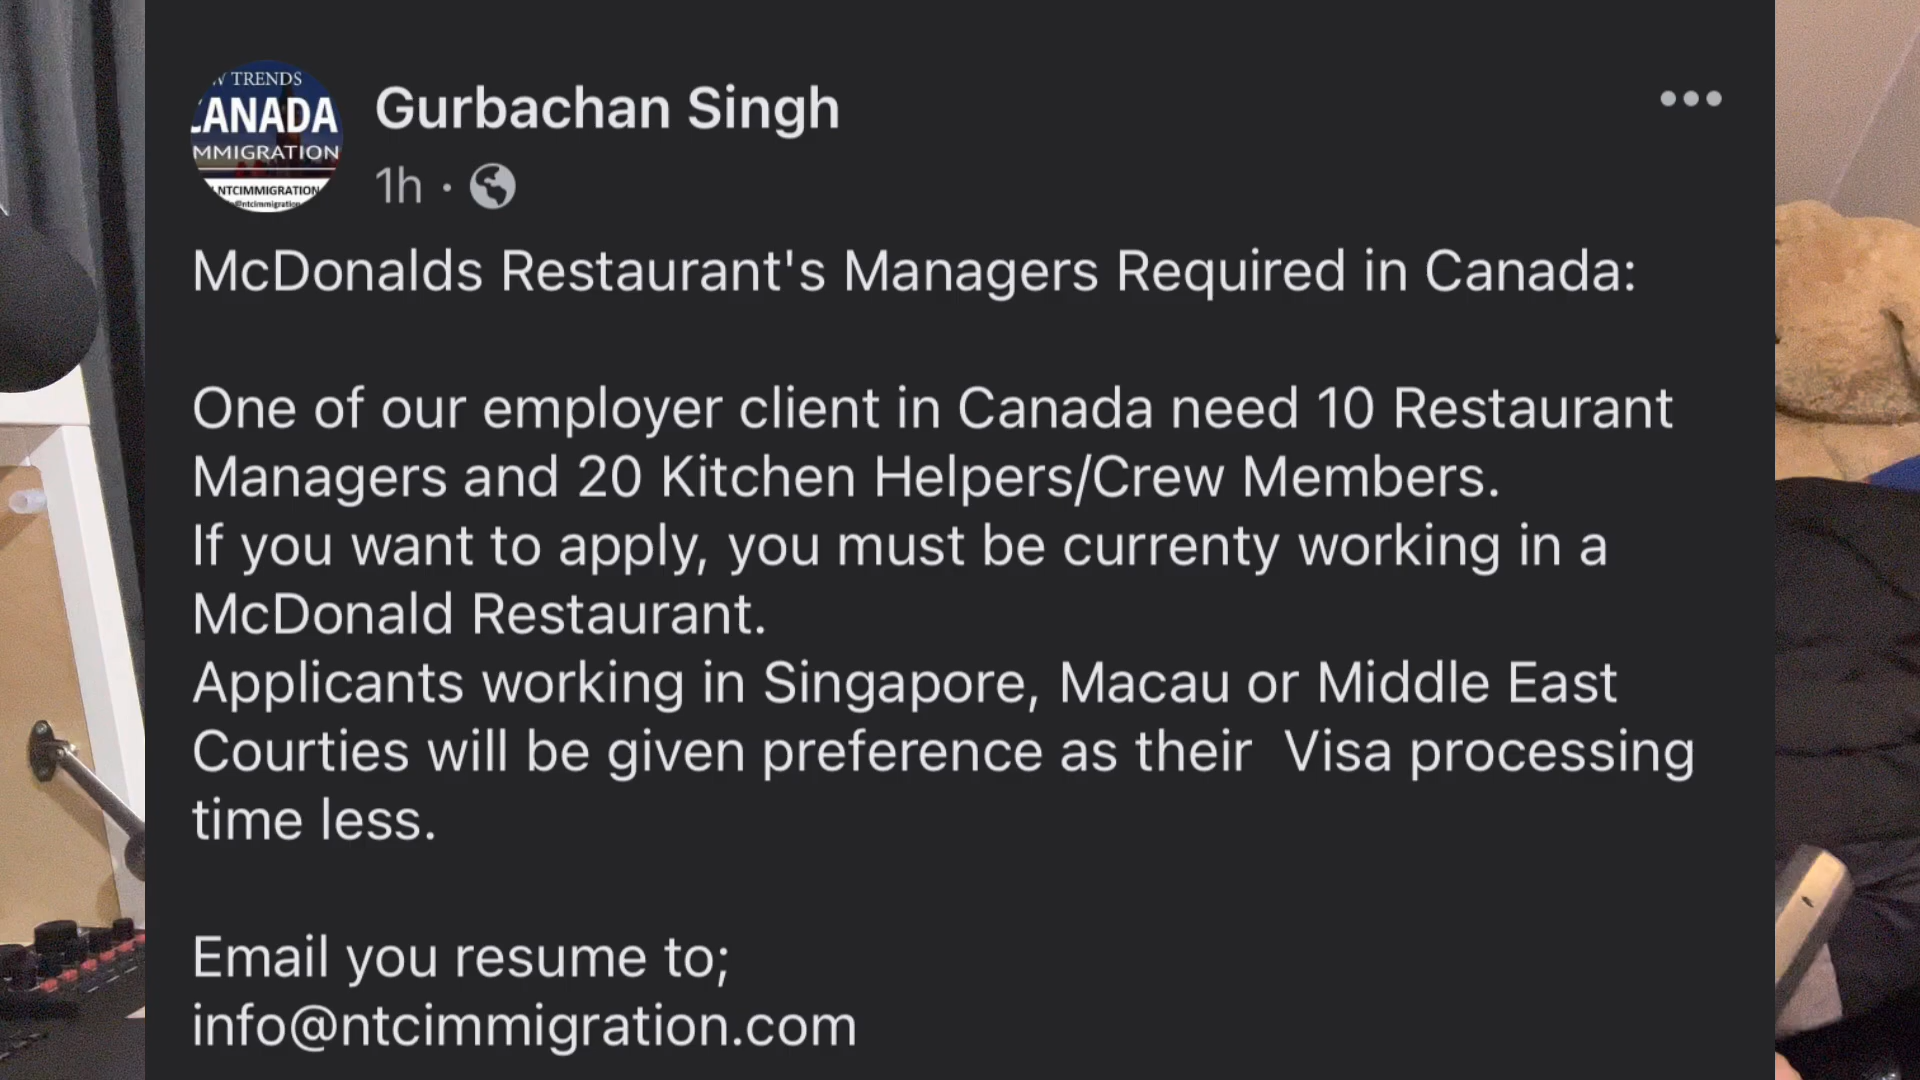 W TRENDS
CANADA
MMIGRATION
NTCIMMIGRATION
@ntcimmigration
Gurbachan Singh
1h ·
McDonalds Restaurant's Managers Required in Canada:
One of our employer client in Canada need 10 Restaurant
Managers and 20 Kitchen Helpers/Crew Members.
If you want to apply, you must be currenty working in a
McDonald Restaurant.
Applicants working in Singapore, Macau or Middle East
Courties will be given preference as their  Visa processing
time less.
Email you resume to;
info@ntcimmigration.com